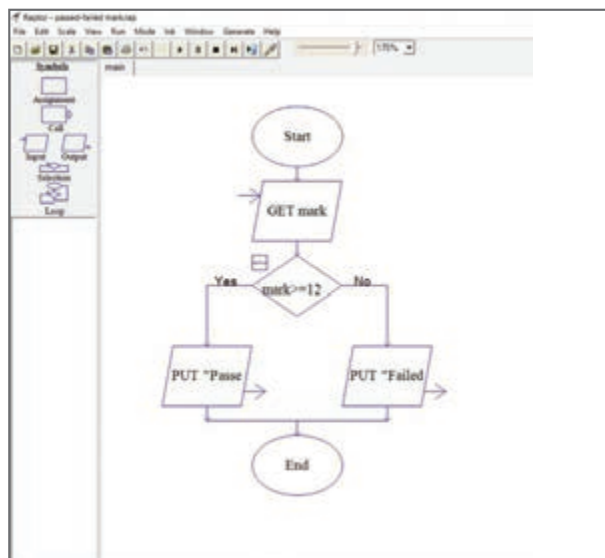 Raptor - passed-failed mark.rap
File Edit Scale View Run Mode Ink Window Generate Help
175%
Symbols
main
Assignment
Call
Input Output
Selection
Loop
Start
GET mark
Yes
mark>=12
No
PUT "Passe
PUT "Failed
End